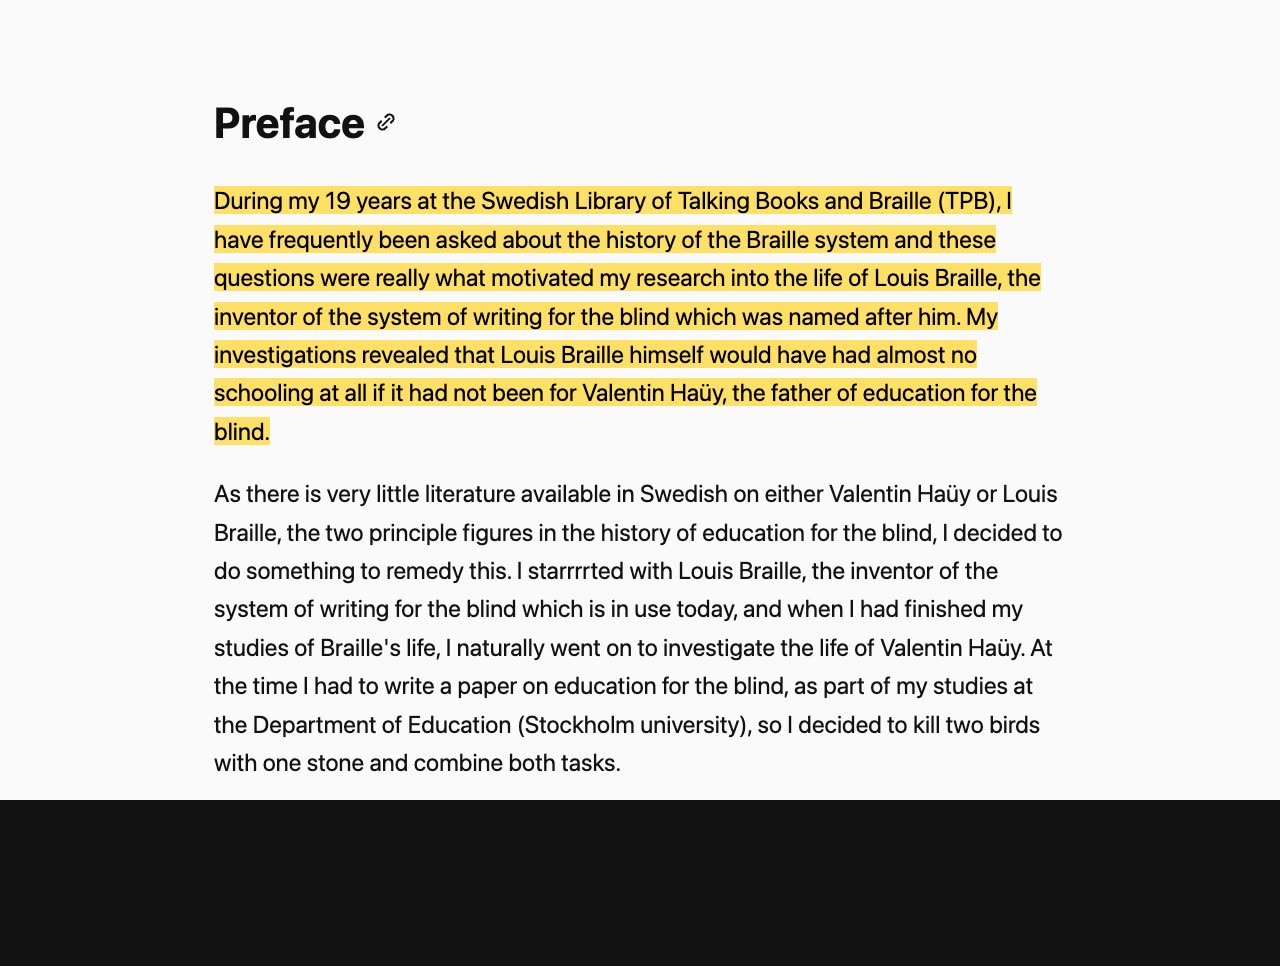 Preface
During my 19 years at the Swedish Library of Talking Books and Braille (TPB), I
have frequently been asked about the history of the Braille system and these
questions were really what motivated my research into the life of Louis Braille, the
inventor of the system of writing for the blind which was named after him. My
investigations revealed that Louis Braille himself would have had almost no
schooling at all if it had not been for Valentin Haüy, the father of education for the
blind.
As there is very little literature available in Swedish on either Valentin Haüy or Louis
Braille, the two principle figures in the history of education for the blind, I decided to
do something to remedy this. I starrrrted with Louis Braille, the inventor of the
system of writing for the blind which is in use today, and when I had finished my
studies of Braille's life, I naturally went on to investigate the life of Valentin Haüy. At
the time I had to write a paper on education for the blind, as part of my studies at
the Department of Education (Stockholm university), so I decided to kill two birds
with one stone and combine both tasks.